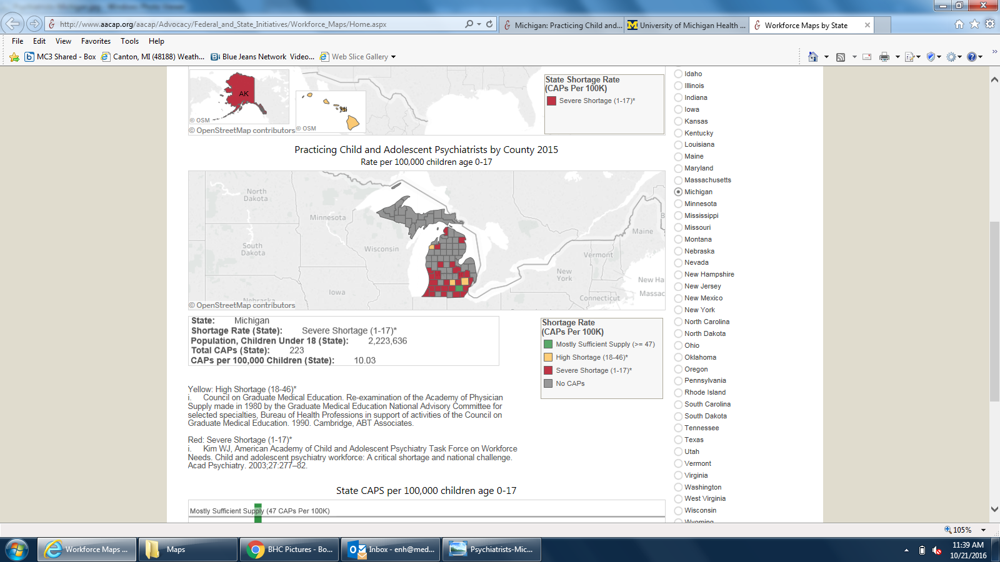 http://www.aacap.org/aacap/Advocacy/Federal_and_State_Initiatives/Workforce_Maps/Home.aspx
Michigan: Practicing Child and...
University of Michigan Health ...
Workforce Maps by State
File Edit View Favorites Tools Help
MC3 Shared - Box
Canton, MI (48188) Weath...
Blue Jeans Network Video...
Web Slice Gallery
AK
© OSM
HI
© OSM
© OpenStreetMap contributors
State Shortage Rate
(CAPs Per 100K)
Severe Shortage (1-17)*
Practicing Child and Adolescent Psychiatrists by County 2015
Rate per 100,000 children age 0-17
North
Dakota
Minnesota
South
Dakota
Wisconsin
Iowa
Nebraska
Maine
Vermont
New
York
New Ha
Massac
Connecticut
© OpenStreetMap contributors
State: Michigan
Shortage Rate (State): Severe Shortage (1-17)*
Population, Children Under 18 (State): 2,223,636
Total CAPs (State): 223
CAPs per 100,000 Children (State): 10.03
Shortage Rate
(CAPs Per 100K)
Mostly Sufficient Supply (>= 47)
High Shortage (18-46)*
Severe Shortage (1-17)*
No CAPs
Yellow: High Shortage (18-46)*
i. Council on Graduate Medical Education. Re-examination of the Academy of Physician
Supply made in 1980 by the Graduate Medical Education National Advisory Committee for
selected specialties, Bureau of Health Professions in support of activities of the Council on
Graduate Medical Education. 1990. Cambridge, ABT Associates.
Red: Severe Shortage (1-17)*
i. Kim WJ, American Academy of Child and Adolescent Psychiatry Task Force on Workforce
Needs. Child and adolescent psychiatry workforce: A critical shortage and national challenge.
Acad Psychiatry. 2003;27:277–82.
State CAPS per 100,000 children age 0-17
Mostly Sufficient Supply (47 CAPs Per 100K)
Idaho
Illinois
Indiana
Iowa
Kansas
Kentucky
Louisiana
Maine
Maryland
Massachusetts
Michigan
Minnesota
Mississippi
Missouri
Montana
Nebraska
Nevada
New Hampshire
New Jersey
New Mexico
New York
North Carolina
North Dakota
Ohio
Oklahoma
Oregon
Pennsylvania
Rhode Island
South Carolina
South Dakota
Tennessee
Texas
Utah
Vermont
Virginia
Washington
West Virginia
Wisconsin
Wyoming
105%
Workforce Maps ...
Maps
BHC Pictures - Bo...
Inbox - enh@med...
Psychiatrists-Mic...
11:39 AM
10/21/2016